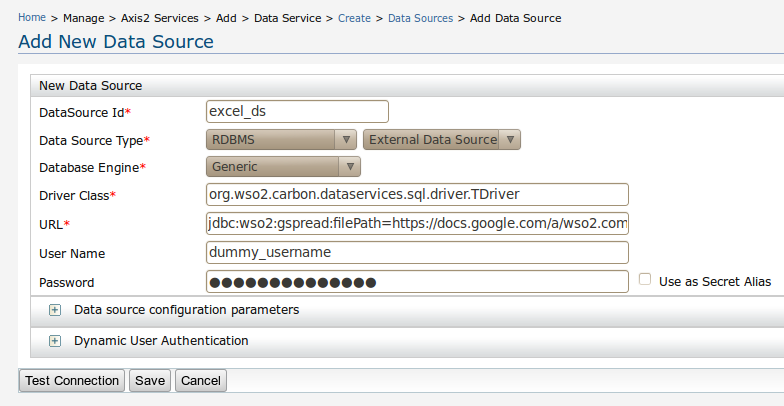 Home > Manage > Axis2 Services > Add > Data Service > Create > Data Sources > Add Data Source
Add New Data Source
New Data Source
DataSource Id* excel_ds
Data Source Type* RDBMS External Data Source
Database Engine* Generic
Driver Class* org.wso2.carbon.dataservices.sql.driver.TDriver
URL* jdbc:wso2:gspread:filePath=https://docs.google.com/a/wso2.com
User Name dummy_username
Password ●●●●●●●●●●●●●● Use as Secret Alias
Data source configuration parameters
Dynamic User Authentication
Test Connection Save Cancel